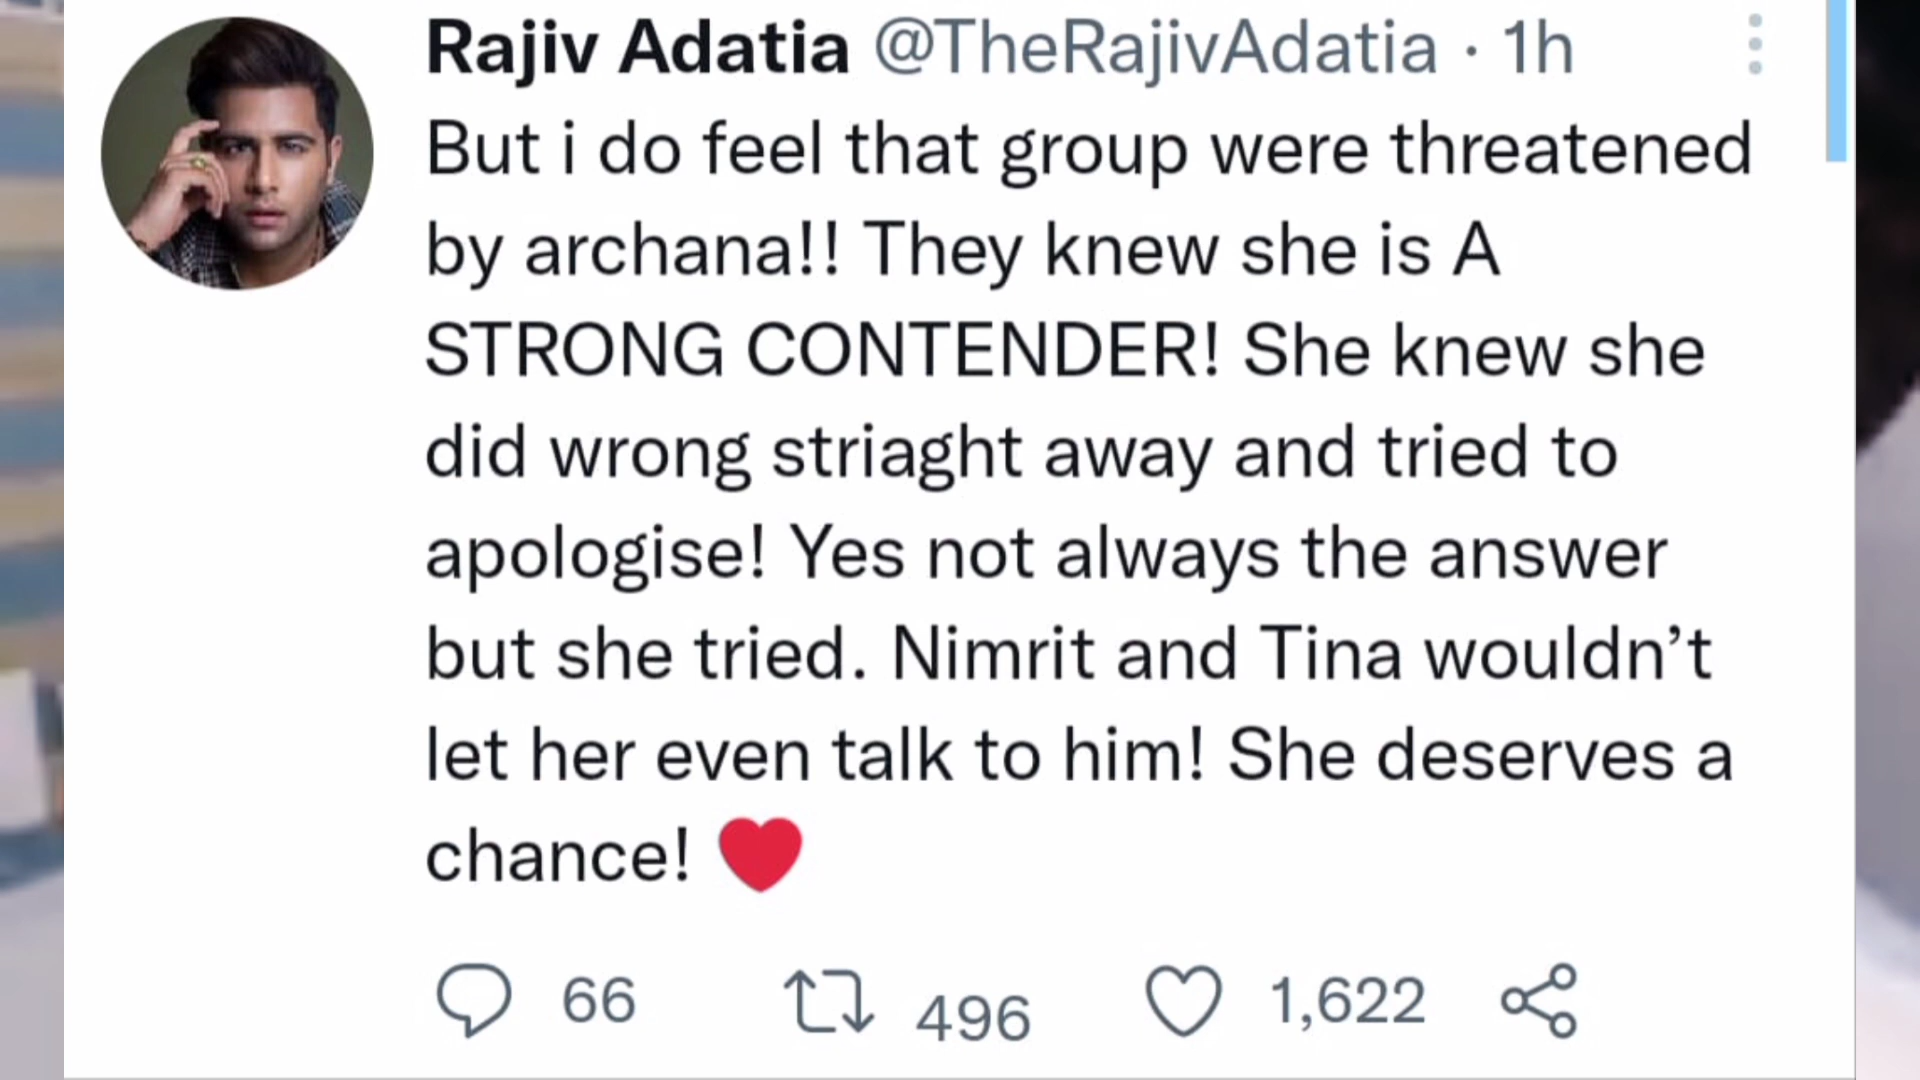 Rajiv Adatia @TheRajivAdatia · 1h
But i do feel that group were threatened
by archana!! They knew she is A
STRONG CONTENDER! She knew she
did wrong striaght away and tried to
apologise! Yes not always the answer
but she tried. Nimrit and Tina wouldn’t
let her even talk to him! She deserves a
chance! ❤️
66 496 1,622